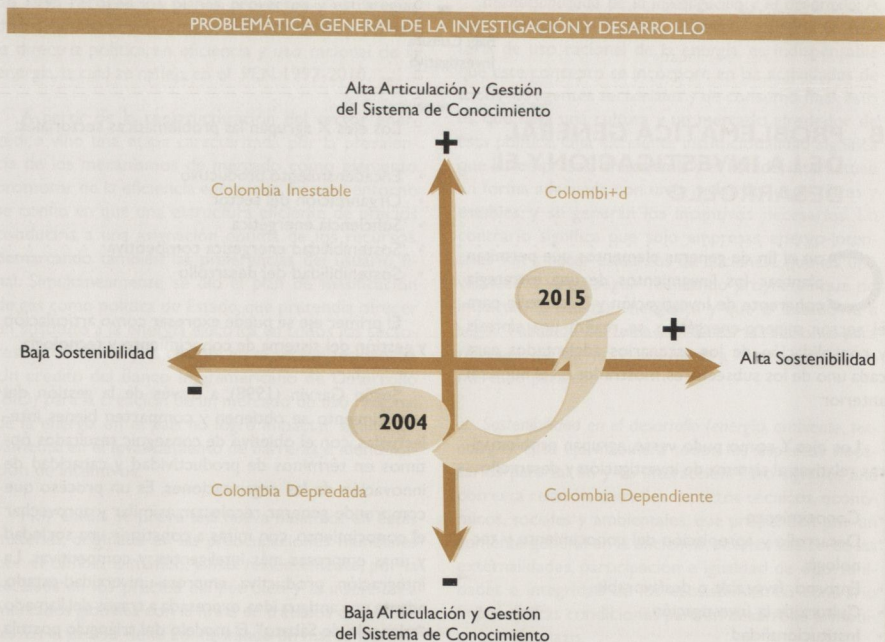 PROBLEMÁTICA GENERAL DE LA INVESTIGACIÓN Y DESARROLLO
Alta Articulación y Gestión
del Sistema de Conocimiento
+
Colombia Inestable
Colombi+d
2015
+
Baja Sostenibilidad
Alta Sostenibilidad
-
2004
Colombia Depredada
Colombia Dependiente
-
Baja Articulación y Gestión
del Sistema de Conocimiento